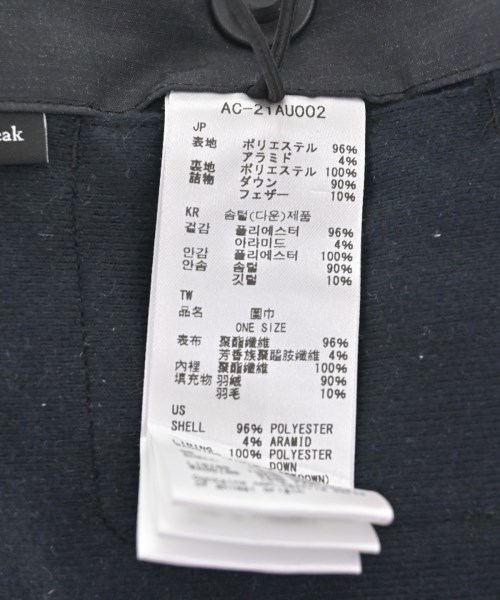 eak
AC-21AU002
JP
表地 ポリエステル 96%
アラミド 4%
裏地 ポリエステル 100%
詰物 ダウン 90%
フェザー 10%
KR 솜털(다운)제품
겉감 폴리에스터 96%
아라미드 4%
안감 폴리에스터 100%
안솜 솜털 90%
깃털 10%
TW
品名 圍巾
ONE SIZE
表布 聚酯纖維 96%
芳香族聚醯胺纖維 4%
內裡 聚酯纖維 100%
填充物 羽絨 90%
羽毛 10%
US
SHELL 96% POLYESTER
4% ARAMID
LINING 100% POLYESTER
DOWN
DOWN)